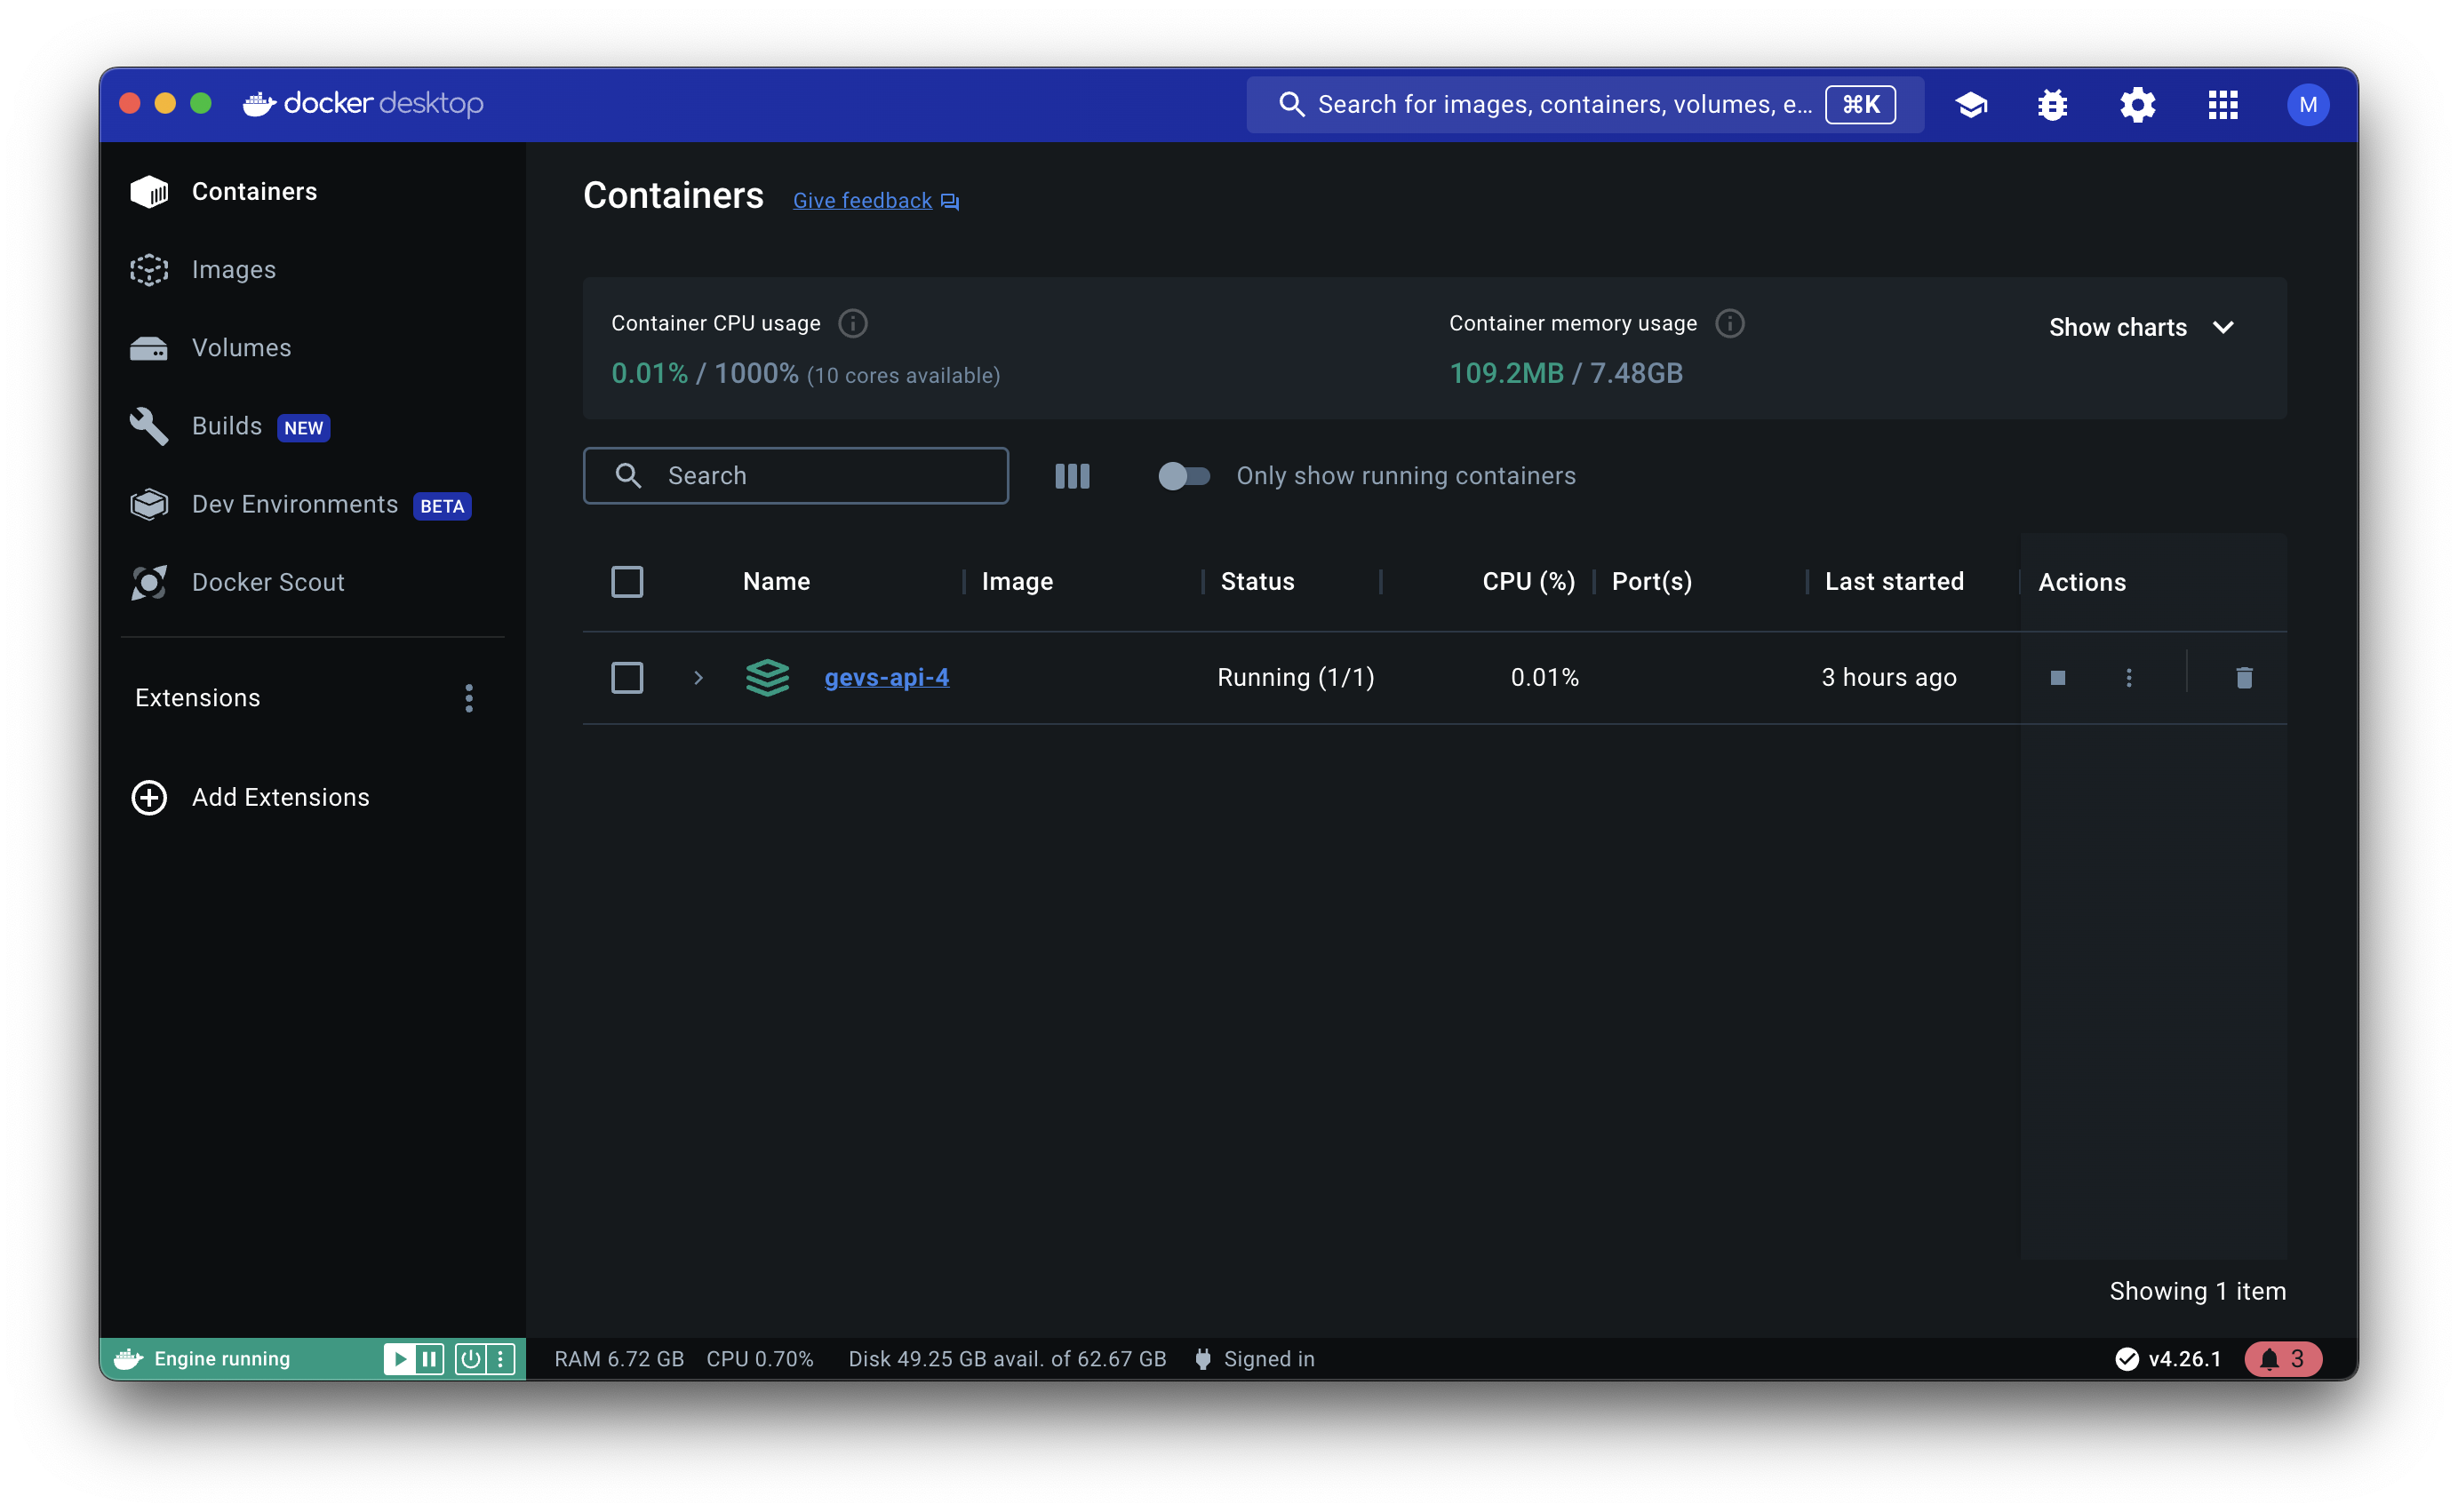 docker desktop
Search for images, containers, volumes, e... ⌘K
M
Containers
Images
Volumes
Builds NEW
Dev Environments BETA
Docker Scout
Extensions
Add Extensions
Containers Give feedback
Container CPU usage
0.01% / 1000% (10 cores available)
Container memory usage
109.2MB / 7.48GB
Show charts
Search
Only show running containers
Name Image Status CPU (%) Port(s) Last started Actions
gevs-api-4 Running (1/1) 0.01% 3 hours ago
Showing 1 item
Engine running
RAM 6.72 GB CPU 0.70% Disk 49.25 GB avail. of 62.67 GB Signed in
v4.26.1
3